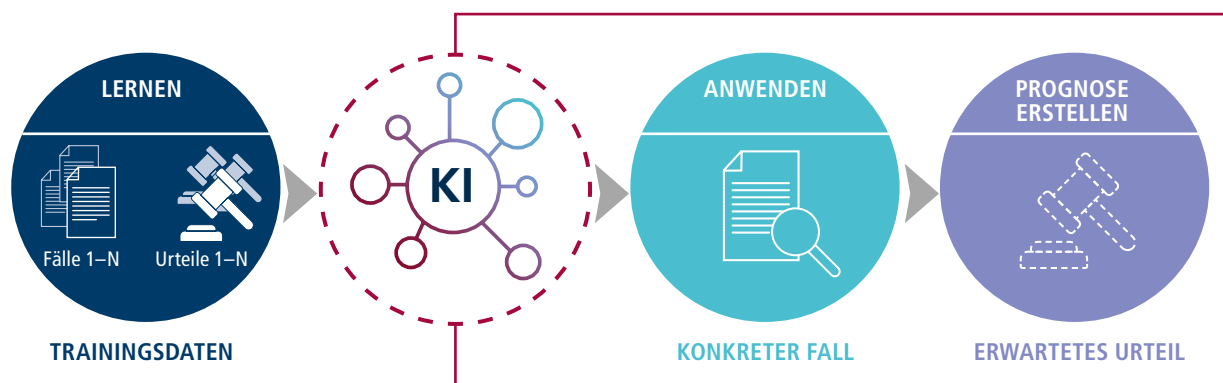 LERNEN
Fälle 1–N
Urteile 1–N
TRAININGSDATEN
KI
ANWENDEN
KONKRETER FALL
PROGNOSE
ERSTELLEN
ERWARTETES URTEIL